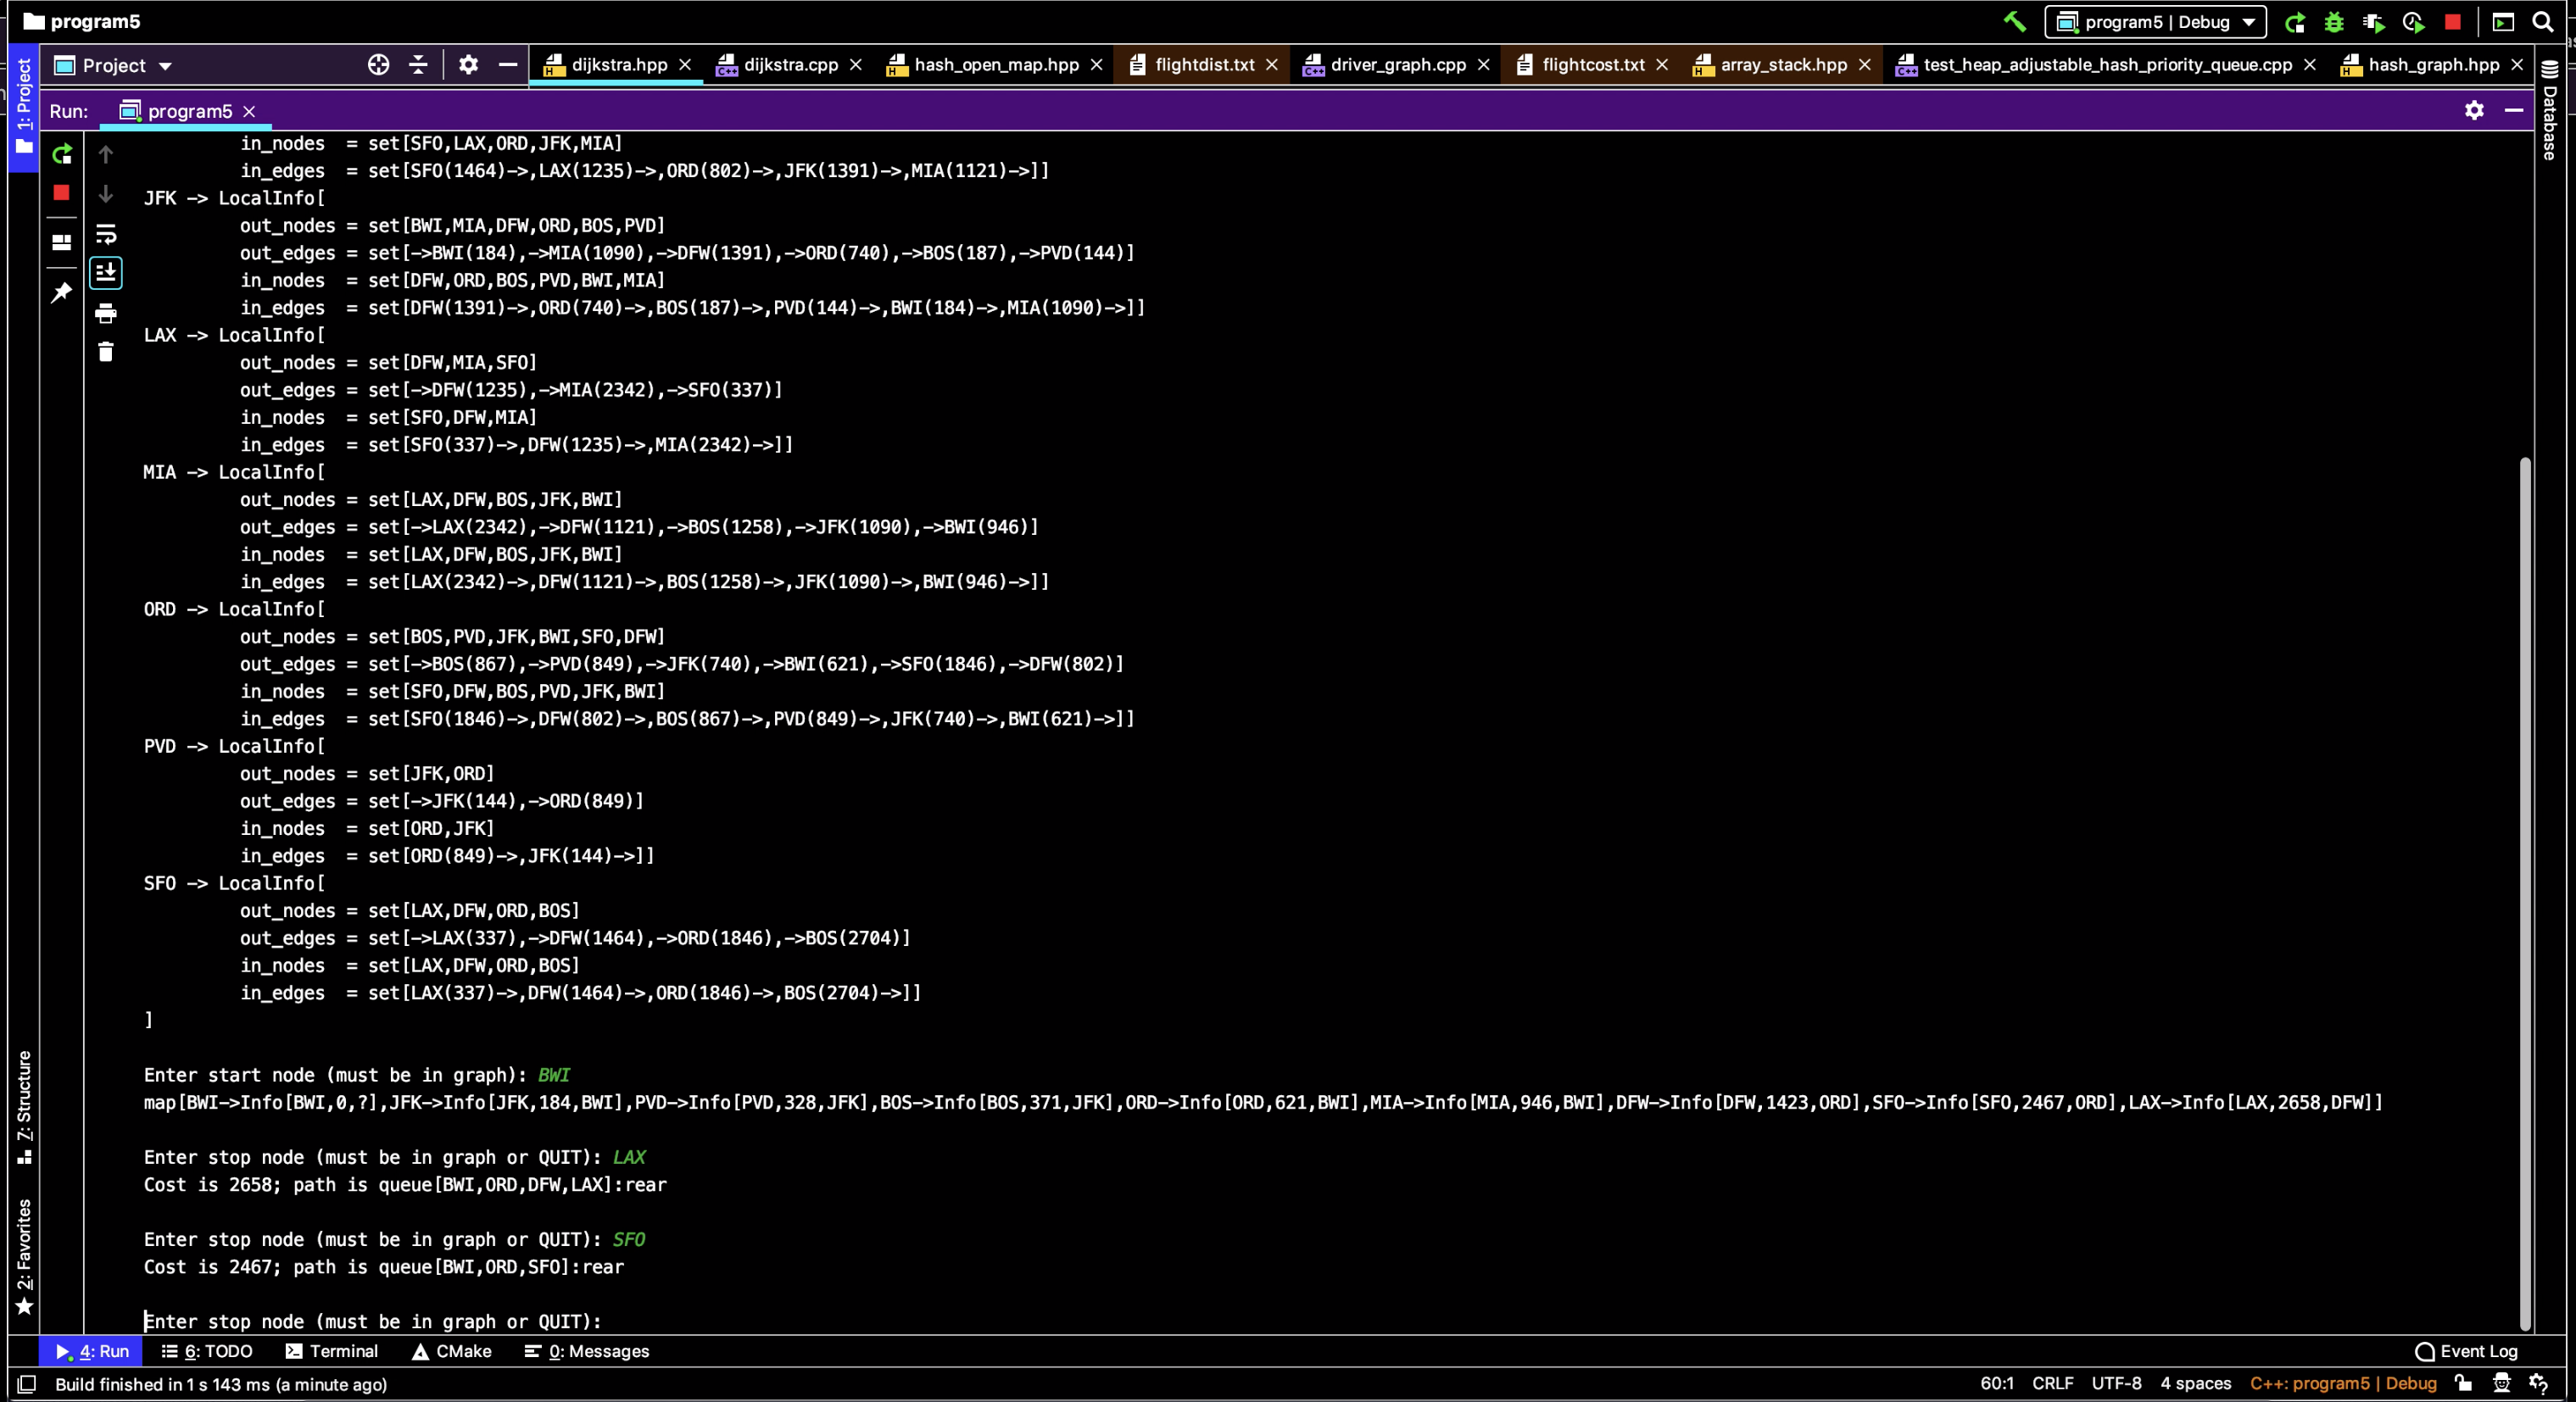 program5
program5 | Debug
1: Project
Project
dijkstra.hpp
dijkstra.cpp
hash_open_map.hpp
flightdist.txt
driver_graph.cpp
flightcost.txt
array_stack.hpp
test_heap_adjustable_hash_priority_queue.cpp
hash_graph.hpp
Database
Run: program5
in_nodes  = set[SFO,LAX,ORD,JFK,MIA]
in_edges  = set[SFO(1464)->,LAX(1235)->,ORD(802)->,JFK(1391)->,MIA(1121)->]]
JFK -> LocalInfo[
out_nodes = set[BWI,MIA,DFW,ORD,BOS,PVD]
out_edges = set[->BWI(184),->MIA(1090),->DFW(1391),->ORD(740),->BOS(187),->PVD(144)]
in_nodes  = set[DFW,ORD,BOS,PVD,BWI,MIA]
in_edges  = set[DFW(1391)->,ORD(740)->,BOS(187)->,PVD(144)->,BWI(184)->,MIA(1090)->]]
LAX -> LocalInfo[
out_nodes = set[DFW,MIA,SFO]
out_edges = set[->DFW(1235),->MIA(2342),->SFO(337)]
in_nodes  = set[SFO,DFW,MIA]
in_edges  = set[SFO(337)->,DFW(1235)->,MIA(2342)->]]
MIA -> LocalInfo[
out_nodes = set[LAX,DFW,BOS,JFK,BWI]
out_edges = set[->LAX(2342),->DFW(1121),->BOS(1258),->JFK(1090),->BWI(946)]
in_nodes  = set[LAX,DFW,BOS,JFK,BWI]
in_edges  = set[LAX(2342)->,DFW(1121)->,BOS(1258)->,JFK(1090)->,BWI(946)->]]
ORD -> LocalInfo[
out_nodes = set[BOS,PVD,JFK,BWI,SFO,DFW]
out_edges = set[->BOS(867),->PVD(849),->JFK(740),->BWI(621),->SFO(1846),->DFW(802)]
in_nodes  = set[SFO,DFW,BOS,PVD,JFK,BWI]
in_edges  = set[SFO(1846)->,DFW(802)->,BOS(867)->,PVD(849)->,JFK(740)->,BWI(621)->]]
PVD -> LocalInfo[
out_nodes = set[JFK,ORD]
out_edges = set[->JFK(144),->ORD(849)]
in_nodes  = set[ORD,JFK]
in_edges  = set[ORD(849)->,JFK(144)->]]
SFO -> LocalInfo[
out_nodes = set[LAX,DFW,ORD,BOS]
out_edges = set[->LAX(337),->DFW(1464),->ORD(1846),->BOS(2704)]
in_nodes  = set[LAX,DFW,ORD,BOS]
in_edges  = set[LAX(337)->,DFW(1464)->,ORD(1846)->,BOS(2704)->]]
]
Enter start node (must be in graph): BWI
map[BWI->Info[BWI,0,?],JFK->Info[JFK,184,BWI],PVD->Info[PVD,328,JFK],BOS->Info[BOS,371,JFK],ORD->Info[ORD,621,BWI],MIA->Info[MIA,946,BWI],DFW->Info[DFW,1423,ORD],SFO->Info[SFO,2467,ORD],LAX->Info[LAX,2658,DFW]]
Enter stop node (must be in graph or QUIT): LAX
Cost is 2658; path is queue[BWI,ORD,DFW,LAX]:rear
Enter stop node (must be in graph or QUIT): SFO
Cost is 2467; path is queue[BWI,ORD,SFO]:rear
Enter stop node (must be in graph or QUIT):
Z: Structure
2: Favorites
4: Run
6: TODO
Terminal
CMake
0: Messages
Event Log
Build finished in 1 s 143 ms (a minute ago)
60:1
CRLF
UTF-8
4 spaces
C++: program5 | Debug